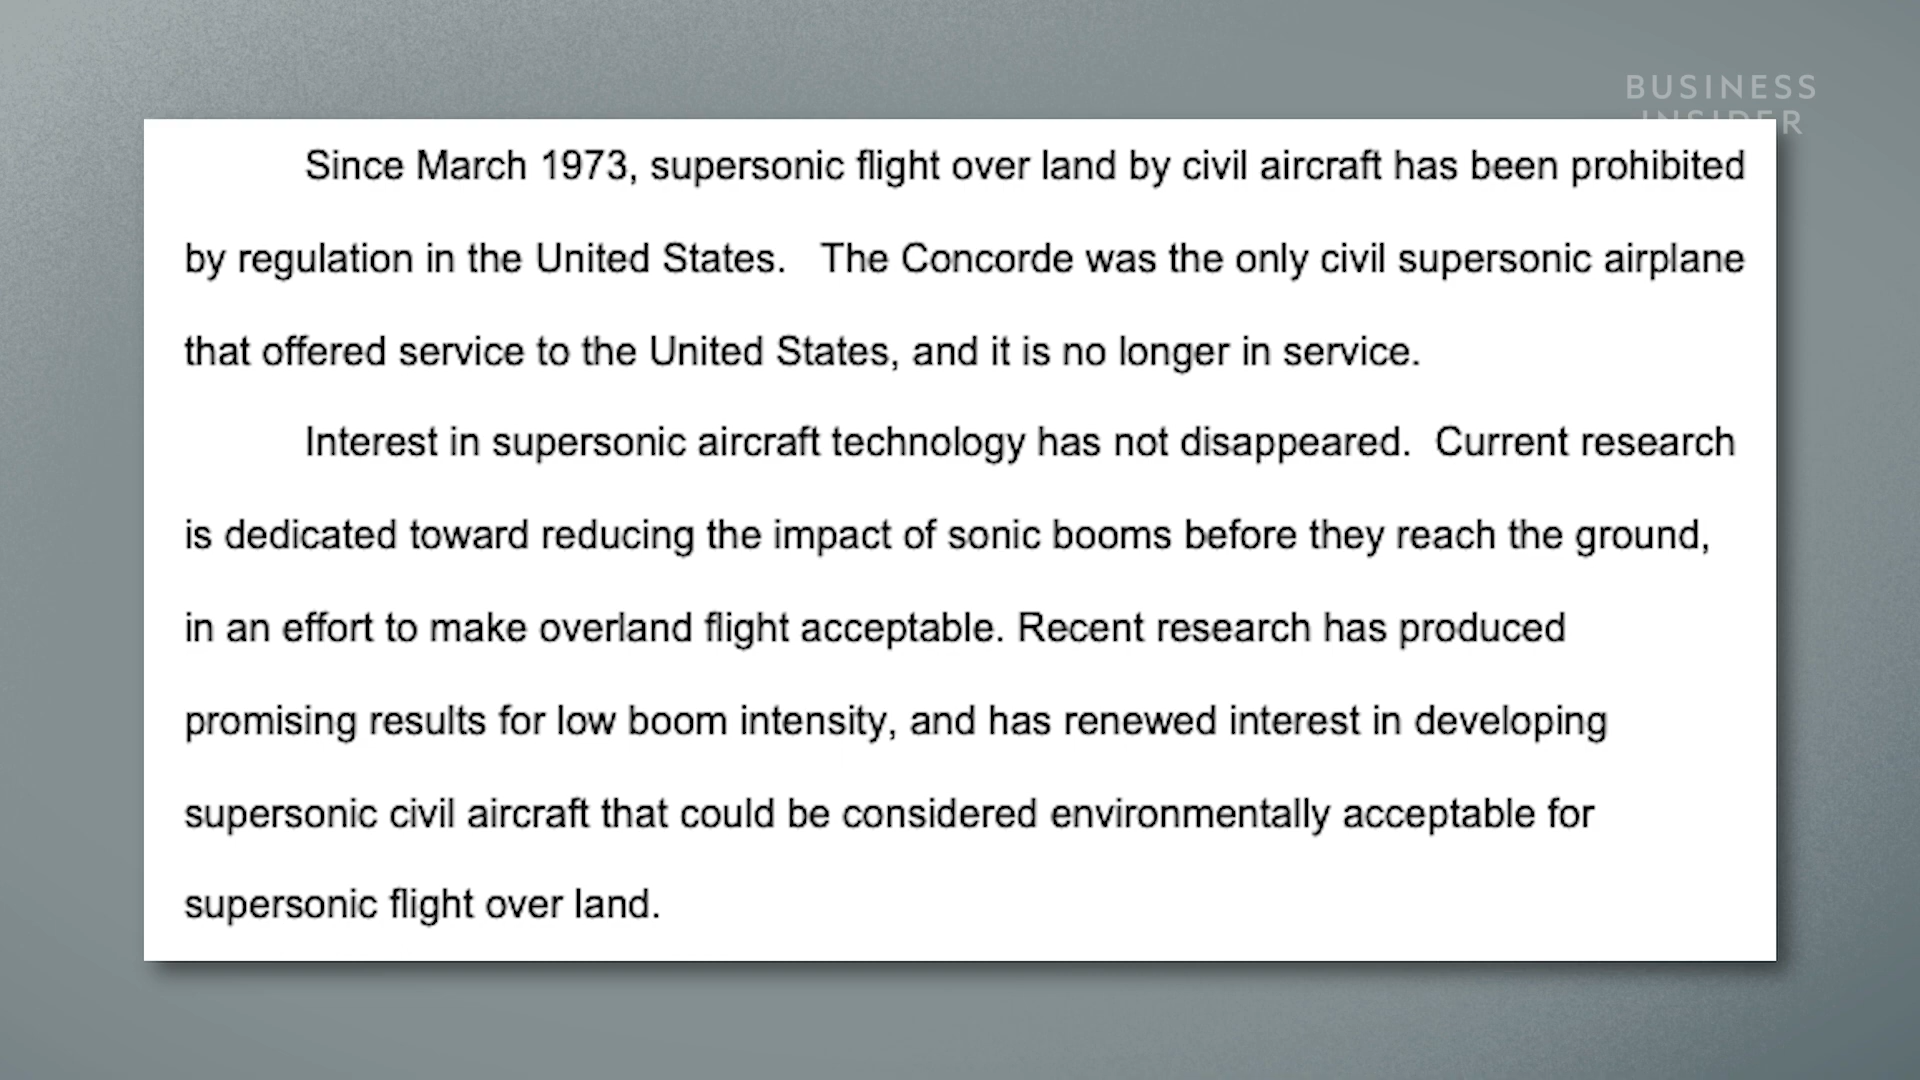 BUSINESS
INSIDER
Since March 1973, supersonic flight over land by civil aircraft has been prohibited
by regulation in the United States. The Concorde was the only civil supersonic airplane
that offered service to the United States, and it is no longer in service.
Interest in supersonic aircraft technology has not disappeared. Current research
is dedicated toward reducing the impact of sonic booms before they reach the ground,
in an effort to make overland flight acceptable. Recent research has produced
promising results for low boom intensity, and has renewed interest in developing
supersonic civil aircraft that could be considered environmentally acceptable for
supersonic flight over land.